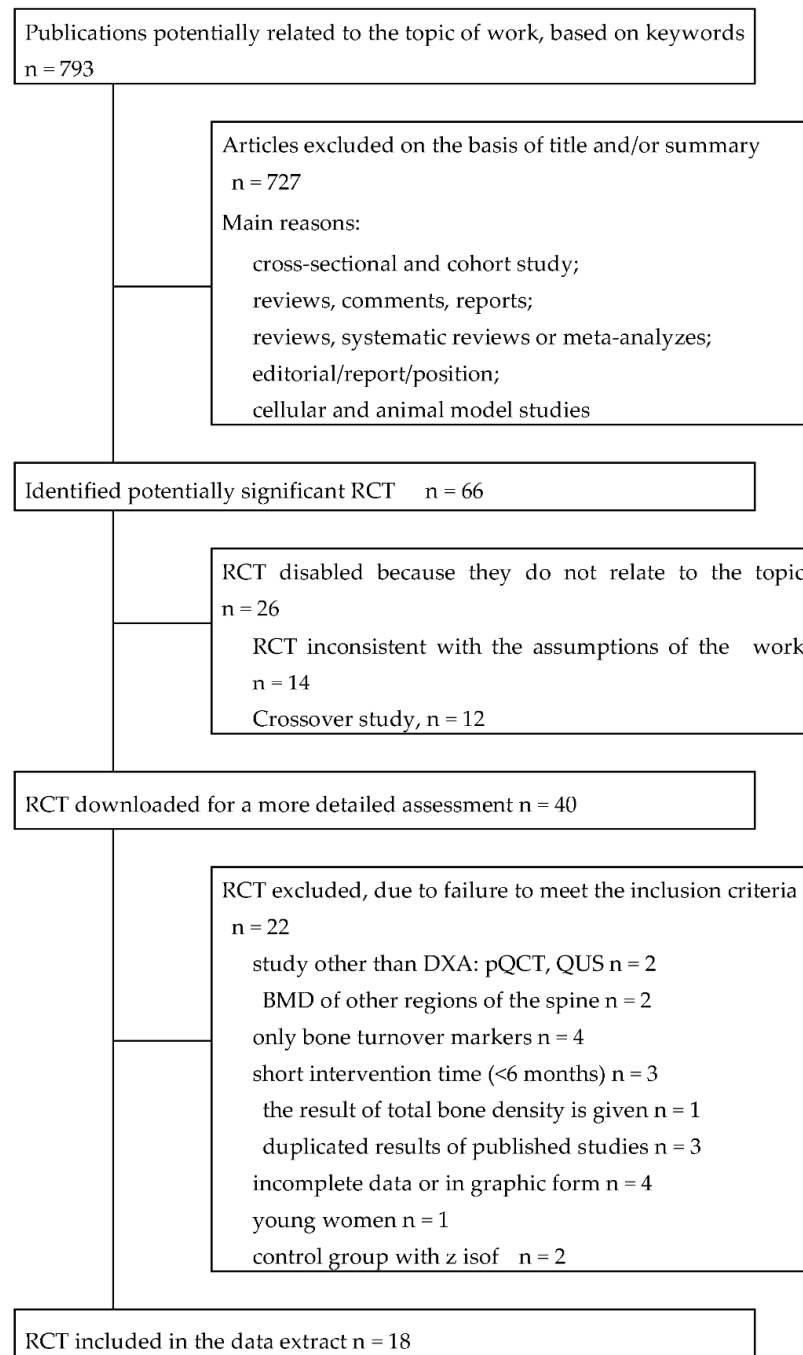 Publications potentially related to the topic of work, based on keywords
n = 793
Articles excluded on the basis of title and/or summary
n = 727
Main reasons:
cross-sectional and cohort study;
reviews, comments, reports;
reviews, systematic reviews or meta-analyzes;
editorial/report/position;
cellular and animal model studies
Identified potentially significant RCT n = 66
RCT disabled because they do not relate to the topic
n = 26
RCT inconsistent with the assumptions of the work
n = 14
Crossover study, n = 12
RCT downloaded for a more detailed assessment n = 40
RCT excluded, due to failure to meet the inclusion criteria
n = 22
study other than DXA: pQCT, QUS n = 2
BMD of other regions of the spine n = 2
only bone turnover markers n = 4
short intervention time (<6 months) n = 3
the result of total bone density is given n = 1
duplicated results of published studies n = 3
incomplete data or in graphic form n = 4
young women n = 1
control group with z isof n = 2
RCT included in the data extract n = 18